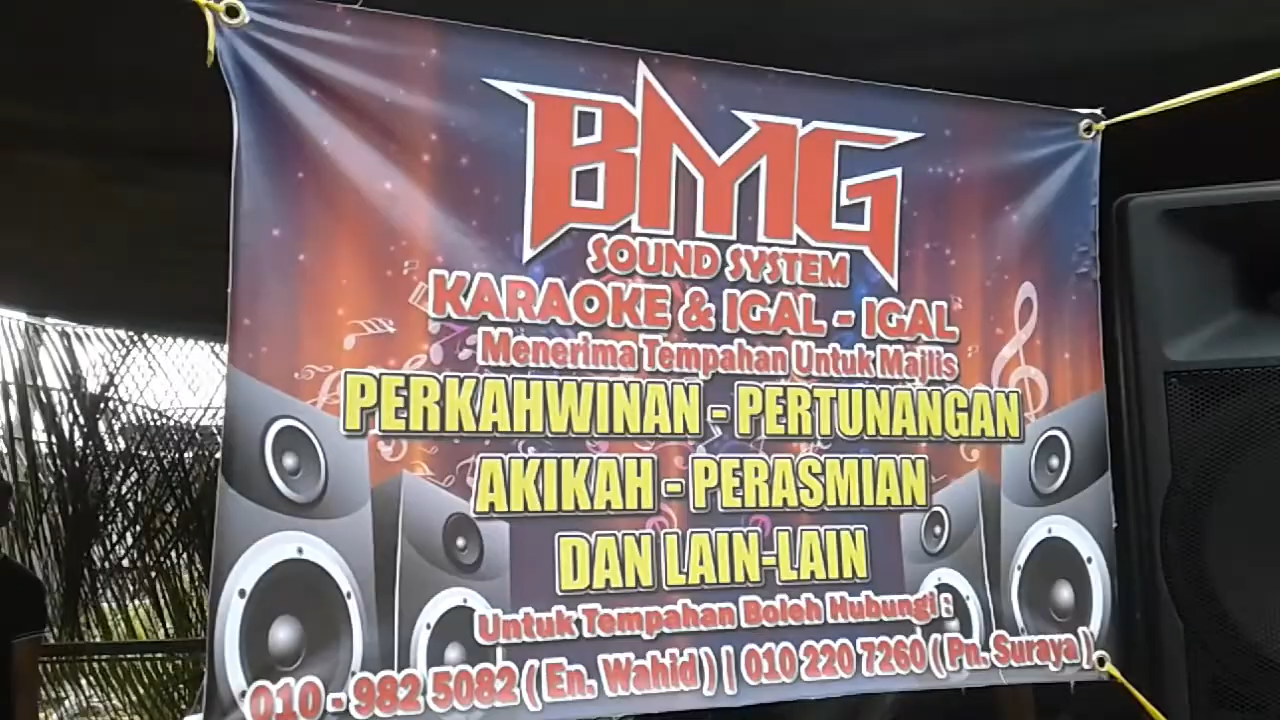 BMG
SOUND SYSTEM
KARAOKE & IGAL - IGAL
Menerima Tempahan Untuk Majlis
PERKAHWINAN - PERTUNANGAN
AKIKAH - PERASMIAN
DAN LAIN-LAIN
Untuk Tempahan Boleh Hubungi :
010 - 982 5082 ( En. Wahid ) | 010 220 7260 ( Pn. Suraya )